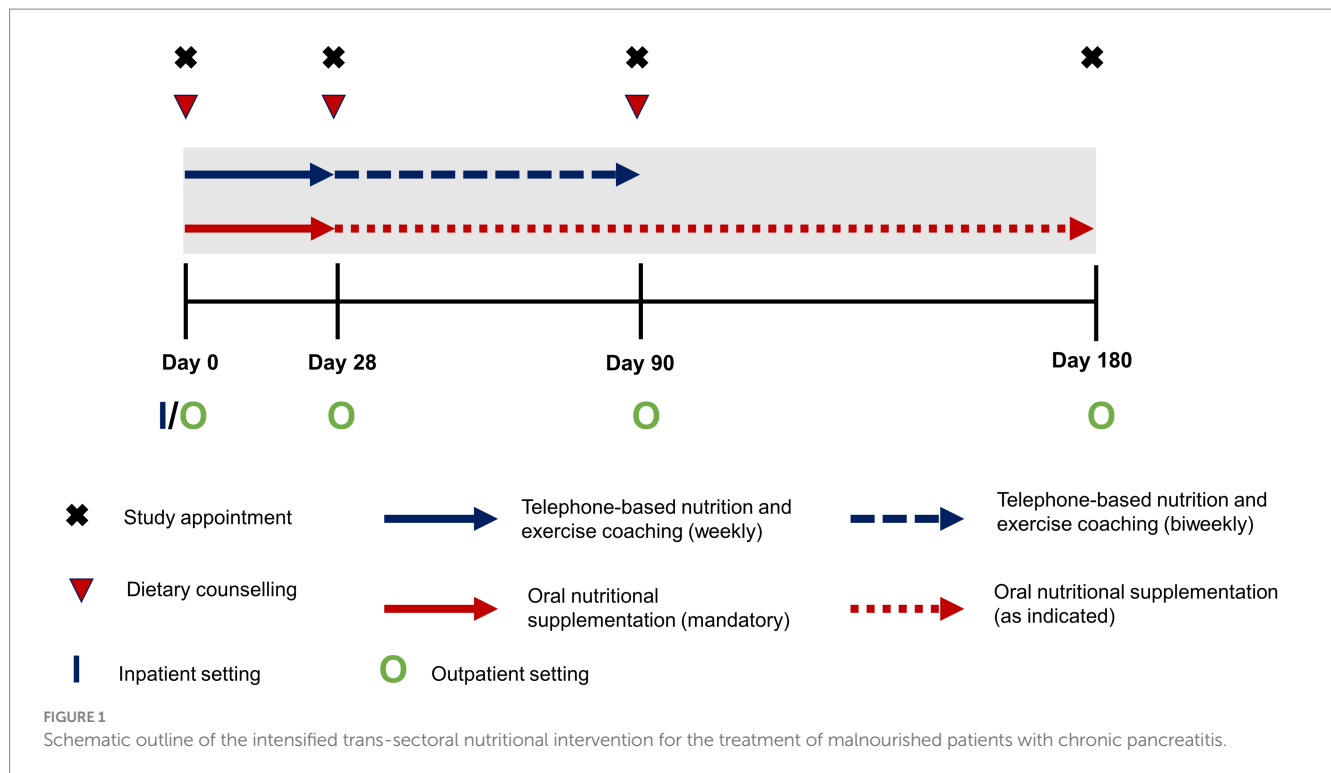 Day 0
Day 28
Day 90
Day 180
I/O
O
O
O
Study appointment
Telephone-based nutrition and
exercise coaching (weekly)
Telephone-based nutrition and
exercise coaching (biweekly)
Dietary counselling
Oral nutritional
supplementation (mandatory)
Oral nutritional supplementation
(as indicated)
I Inpatient setting
O Outpatient setting
FIGURE 1
Schematic outline of the intensified trans-sectoral nutritional intervention for the treatment of malnourished patients with chronic pancreatitis.